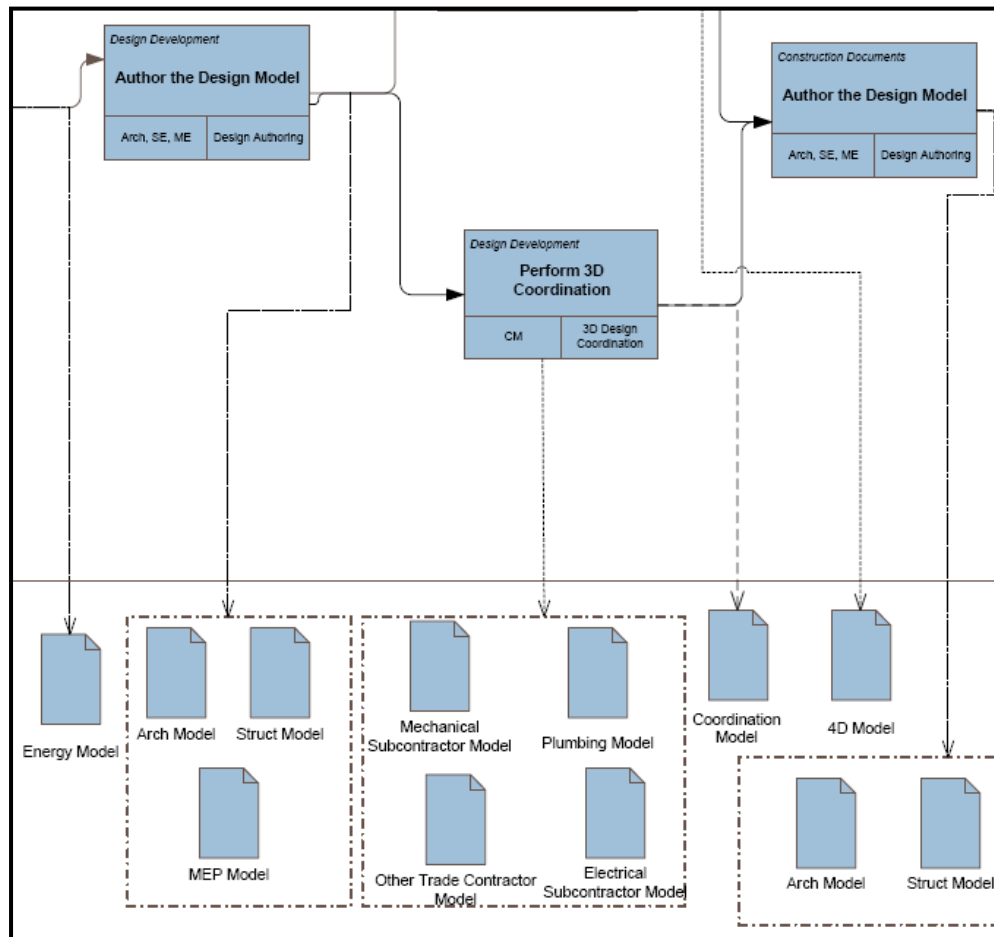 Design Development
Author the Design Model
Arch, SE, ME
Design Authoring
Construction Documents
Author the Design Model
Arch, SE, ME
Design Authoring
Design Development
Perform 3D
Coordination
CM
3D Design
Coordination
Energy Model
Arch Model
Struct Model
MEP Model
Mechanical
Subcontractor Model
Plumbing Model
Other Trade Contractor
Model
Electrical
Subcontractor Model
Coordination
Model
4D Model
Arch Model
Struct Model